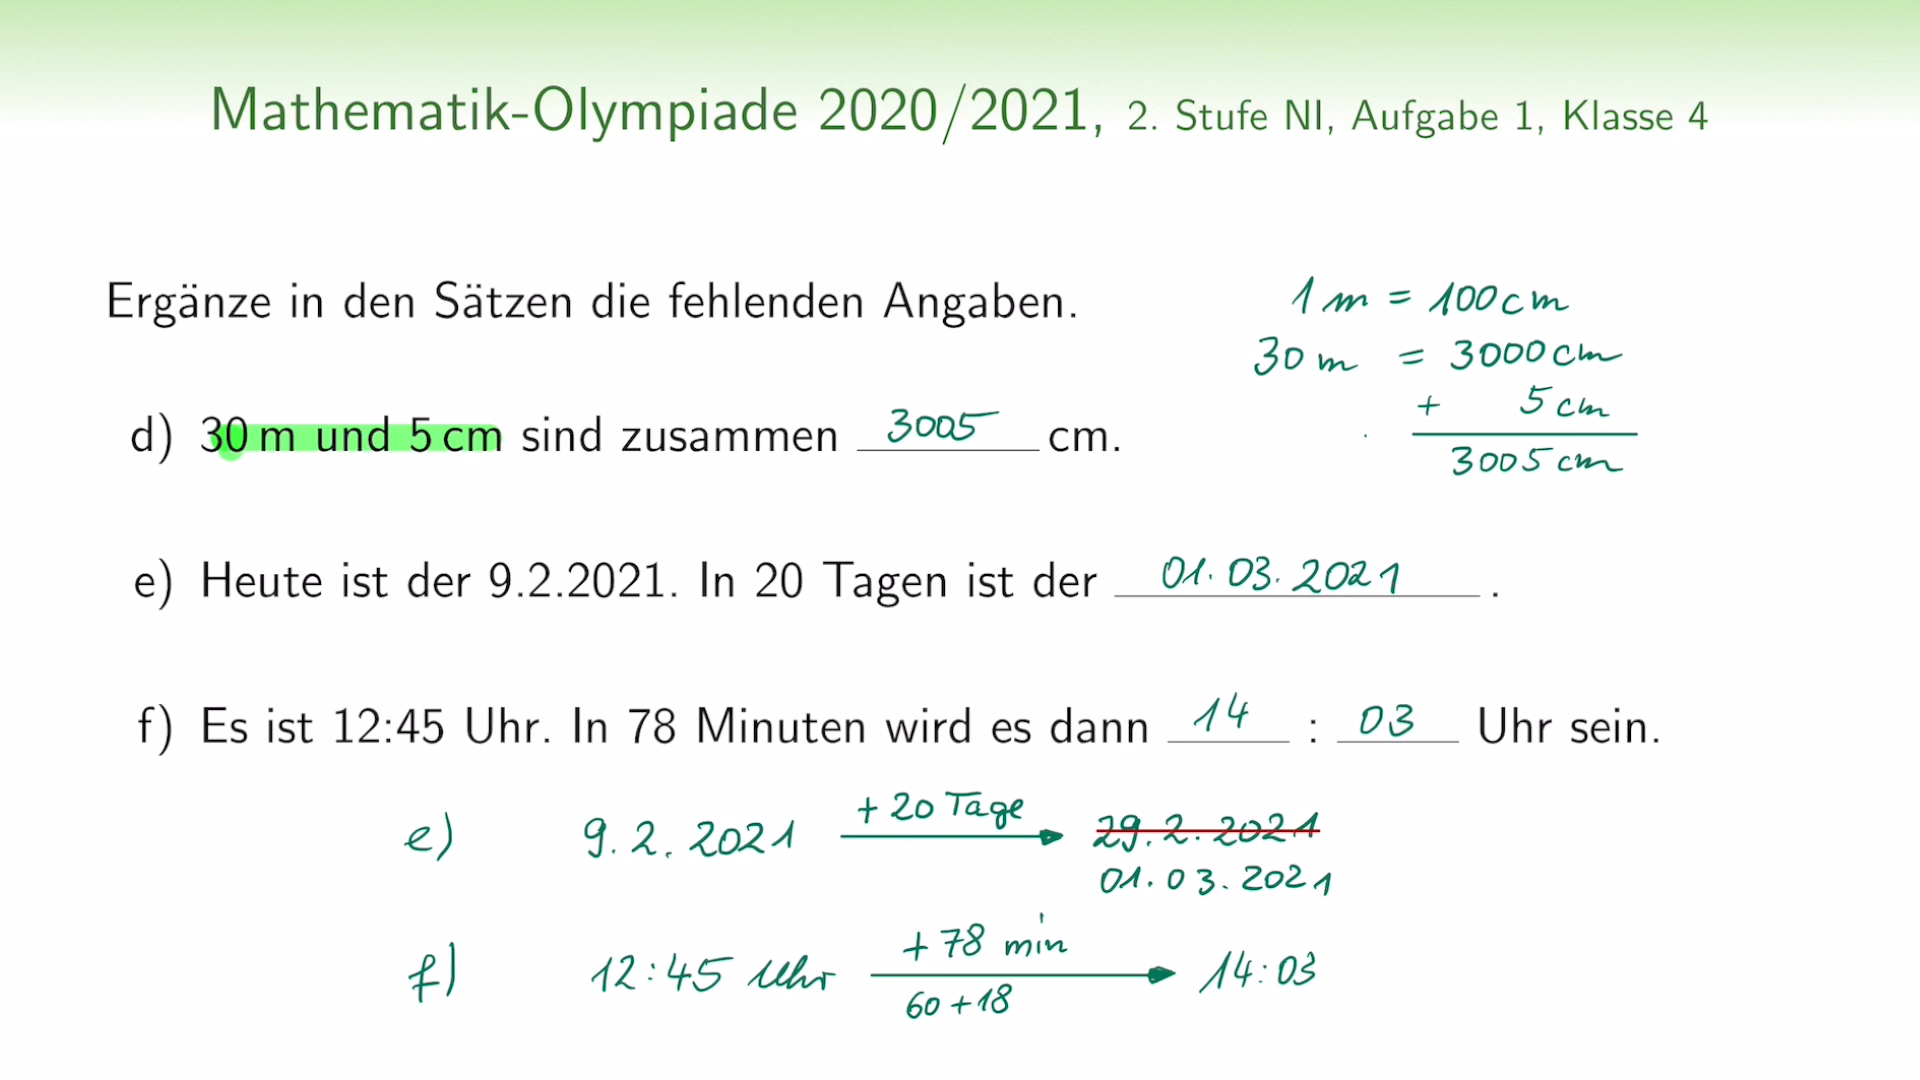 Mathematik-Olympiade 2020/2021, 2. Stufe NI, Aufgabe 1, Klasse 4
Ergänze in den Sätzen die fehlenden Angaben.
1 m = 100 cm
30 m = 3000 cm
+ 5 cm
3005 cm
d) 30 m und 5 cm sind zusammen 3005 cm.
e) Heute ist der 9.2.2021. In 20 Tagen ist der 01.03.2021.
f) Es ist 12:45 Uhr. In 78 Minuten wird es dann 14 : 03 Uhr sein.
e) 9.2.2021 + 20 Tage 29.2.2021
01.03.2021
f) 12:45 Uhr + 78 min 14:03
60 + 18